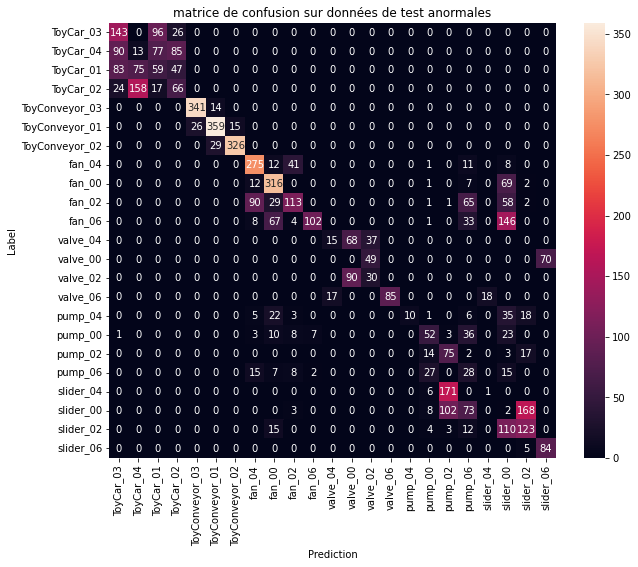 matrice de confusion sur données de test anormales
ToyCar_03 143 0 96 26 0 0 0 0 0 0 0 0 0 0 0 0 0 0 0 0 0 0 0
ToyCar_04 90 13 77 85 0 0 0 0 0 0 0 0 0 0 0 0 0 0 0 0 0 0 0
ToyCar_01 83 75 59 47 0 0 0 0 0 0 0 0 0 0 0 0 0 0 0 0 0 0 0
ToyCar_02 24 158 17 66 0 0 0 0 0 0 0 0 0 0 0 0 0 0 0 0 0 0 0
ToyConveyor_03 0 0 0 0 341 14 0 0 0 0 0 0 0 0 0 0 0 0 0 0 0 0 0
ToyConveyor_01 0 0 0 0 26 359 15 0 0 0 0 0 0 0 0 0 0 0 0 0 0 0 0
ToyConveyor_02 0 0 0 0 0 29 326 0 0 0 0 0 0 0 0 0 0 0 0 0 0 0 0
fan_04 0 0 0 0 0 0 0 275 12 41 0 0 0 0 0 0 1 0 11 0 8 0 0
fan_00 0 0 0 0 0 0 0 12 316 0 0 0 0 0 0 0 1 0 7 0 69 2 0
fan_02 0 0 0 0 0 0 0 90 29 113 0 0 0 0 0 0 1 1 65 0 58 2 0
fan_06 0 0 0 0 0 0 0 8 67 4 102 0 0 0 0 0 1 0 33 0 146 0 0
valve_04 0 0 0 0 0 0 0 0 0 0 0 15 68 37 0 0 0 0 0 0 0 0 0
valve_00 0 0 0 0 0 0 0 0 0 0 0 0 0 49 0 0 0 0 0 0 0 0 70
valve_02 0 0 0 0 0 0 0 0 0 0 0 0 90 30 0 0 0 0 0 0 0 0 0
valve_06 0 0 0 0 0 0 0 0 0 0 0 17 0 0 85 0 0 0 0 18 0 0 0
pump_04 0 0 0 0 0 0 0 5 22 3 0 0 0 0 0 10 1 0 6 0 35 18 0
pump_00 1 0 0 0 0 0 0 3 10 8 7 0 0 0 0 0 52 3 36 0 23 0 0
pump_02 0 0 0 0 0 0 0 0 0 0 0 0 0 0 0 0 14 75 2 0 3 17 0
pump_06 0 0 0 0 0 0 0 15 7 8 2 0 0 0 0 0 27 0 28 0 15 0 0
slider_04 0 0 0 0 0 0 0 0 0 0 0 0 0 0 0 0 6 171 0 1 0 0 0
slider_00 0 0 0 0 0 0 0 0 0 3 0 0 0 0 0 0 8 102 73 0 0 168 0
slider_02 0 0 0 0 0 0 0 0 15 0 0 0 0 0 0 0 4 3 12 0 110 123 0
slider_06 0 0 0 0 0 0 0 0 0 0 0 0 0 0 0 0 0 0 0 0 0 5 84
Label
ToyCar_03 ToyCar_04 ToyCar_01 ToyCar_02 ToyConveyor_03 ToyConveyor_01 ToyConveyor_02 fan_04 fan_00 fan_02 fan_06 valve_04 valve_00 valve_02 valve_06 pump_04 pump_00 pump_02 pump_06 slider_04 slider_00 slider_02 slider_06
Prediction
350
300
250
200
150
100
50
0